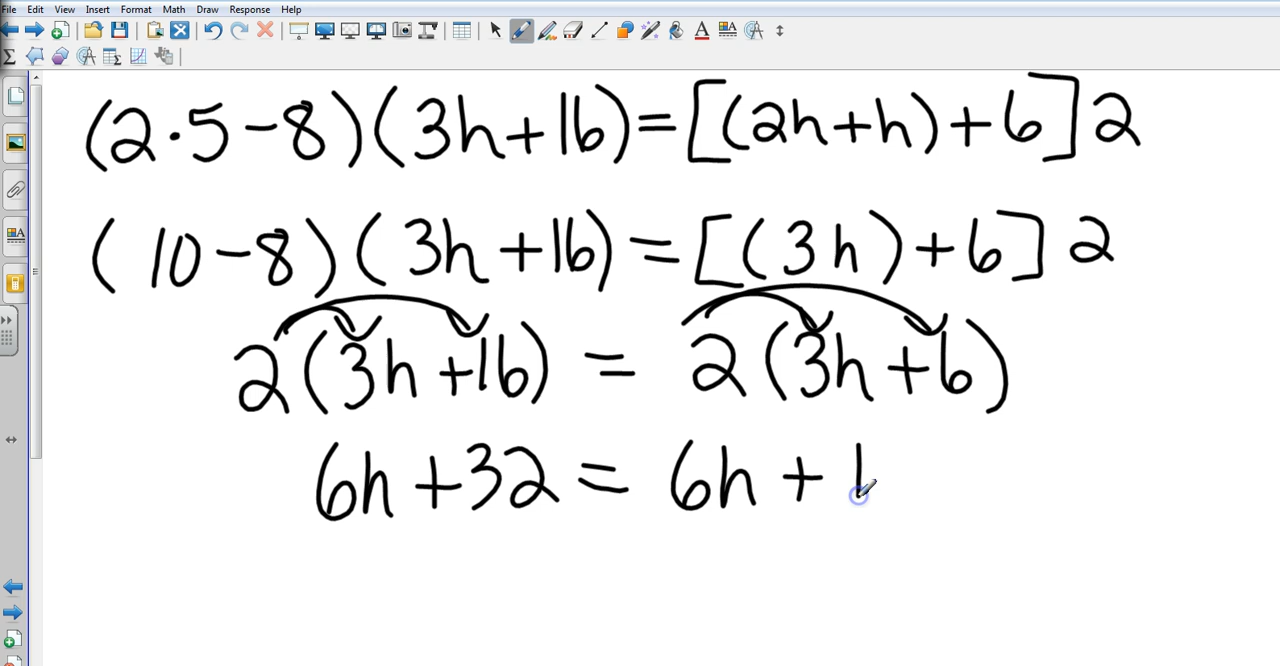 File Edit View Insert Format Math Draw Response Help
(2·5-8)(3h+16)=[(2h+h)+6]2
(10-8)(3h+16)=[(3h)+6]2
2(3h+16)=2(3h+6)
6h+32=6h+1